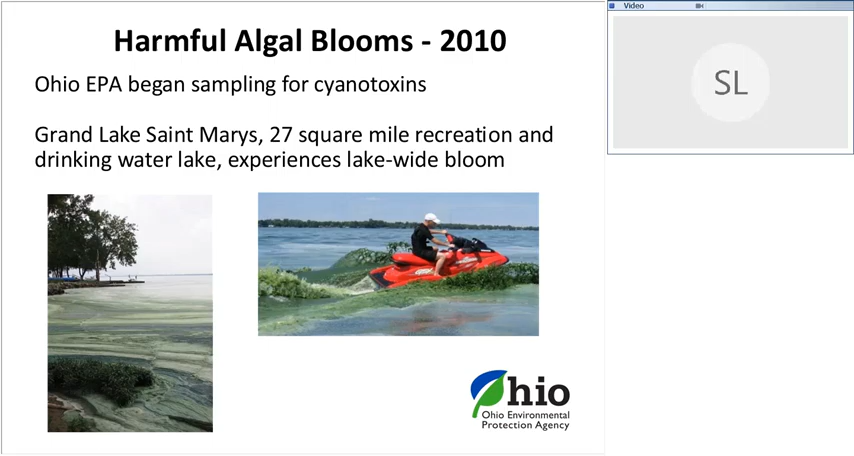 Harmful Algal Blooms - 2010
Ohio EPA began sampling for cyanotoxins
Grand Lake Saint Marys, 27 square mile recreation and
drinking water lake, experiences lake-wide bloom
hio
Ohio Environmental
Protection Agency
Video
SL